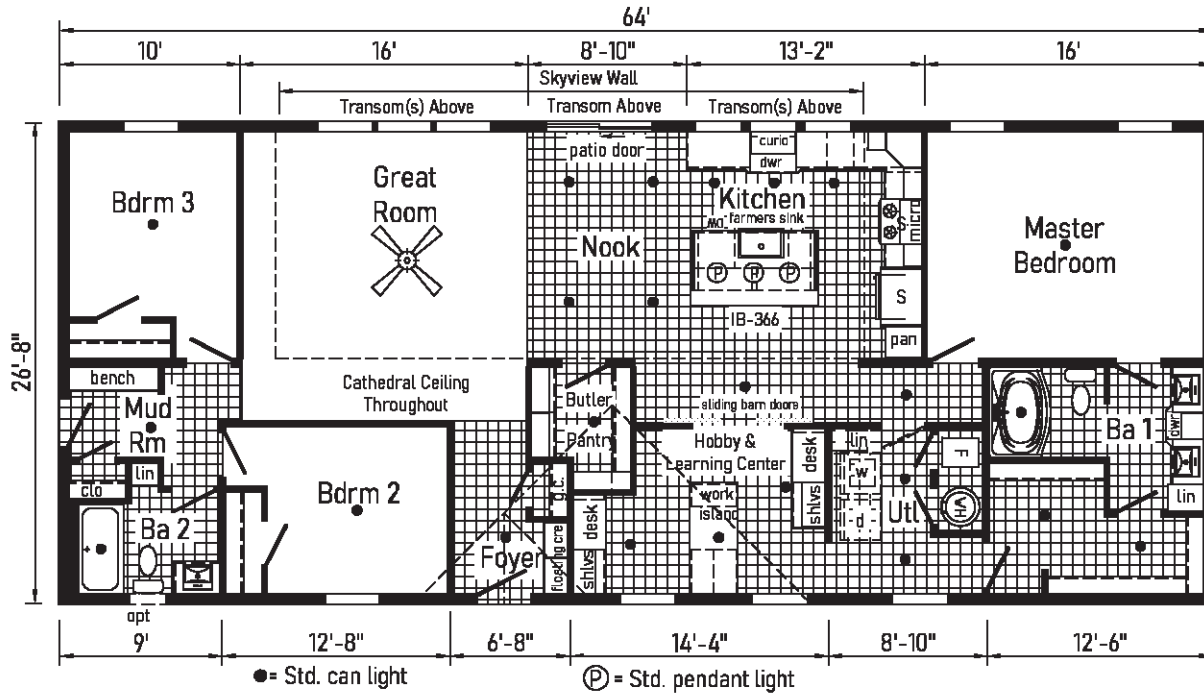 64'
10'
16'
8'-10"
13'-2"
16'
Skyview Wall
Transom(s) Above
Transom Above
Transom(s) Above
26'-8"
patio door
curio
dwr
Bdrm 3
Great
Room
Nook
Kitchen
farmers sink
DW
S
micro
Master
Bedroom
P
P
P
S
IB-366
pan
bench
Cathedral Ceiling
Throughout
Butler
Pantry
sliding barn doors
Mud
Rm
lin
clo
Bdrm 2
Hobby &
Learning Center
desk
shlvs
lin
w
d
F
WH
Utl
Ba 1
dwr
lin
g.c.
work
island
desk
shlvs
Ba 2
Foyer
floating cre
opt
9'
12'-8"
6'-8"
14'-4"
8'-10"
12'-6"
= Std. can light
P = Std. pendant light